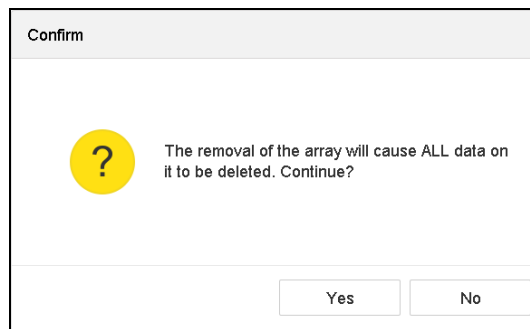 Confirm
?
The removal of the array will cause ALL data on
it to be deleted. Continue?
Yes No